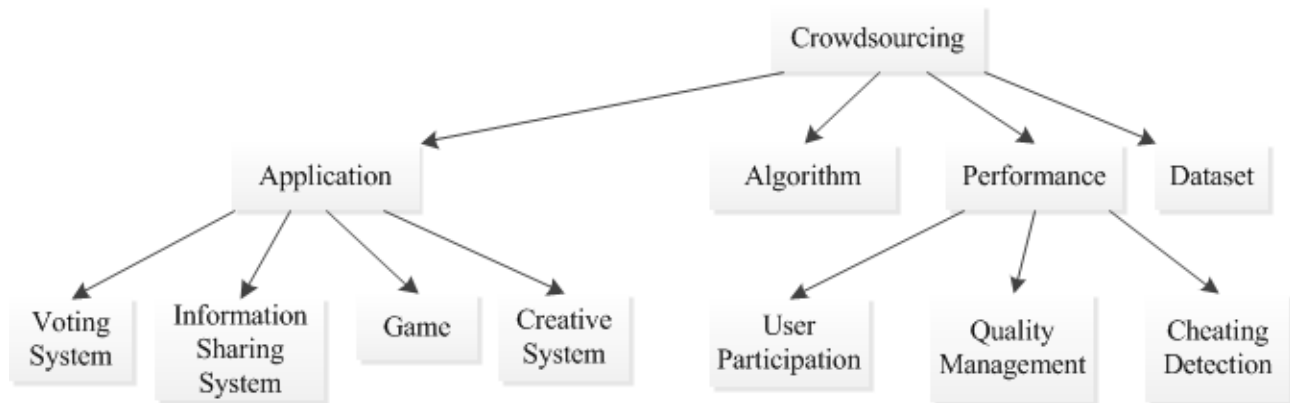 Crowdsourcing
Application
Algorithm
Performance
Dataset
Voting
System
Information
Sharing
System
Game
Creative
System
User
Participation
Quality
Management
Cheating
Detection